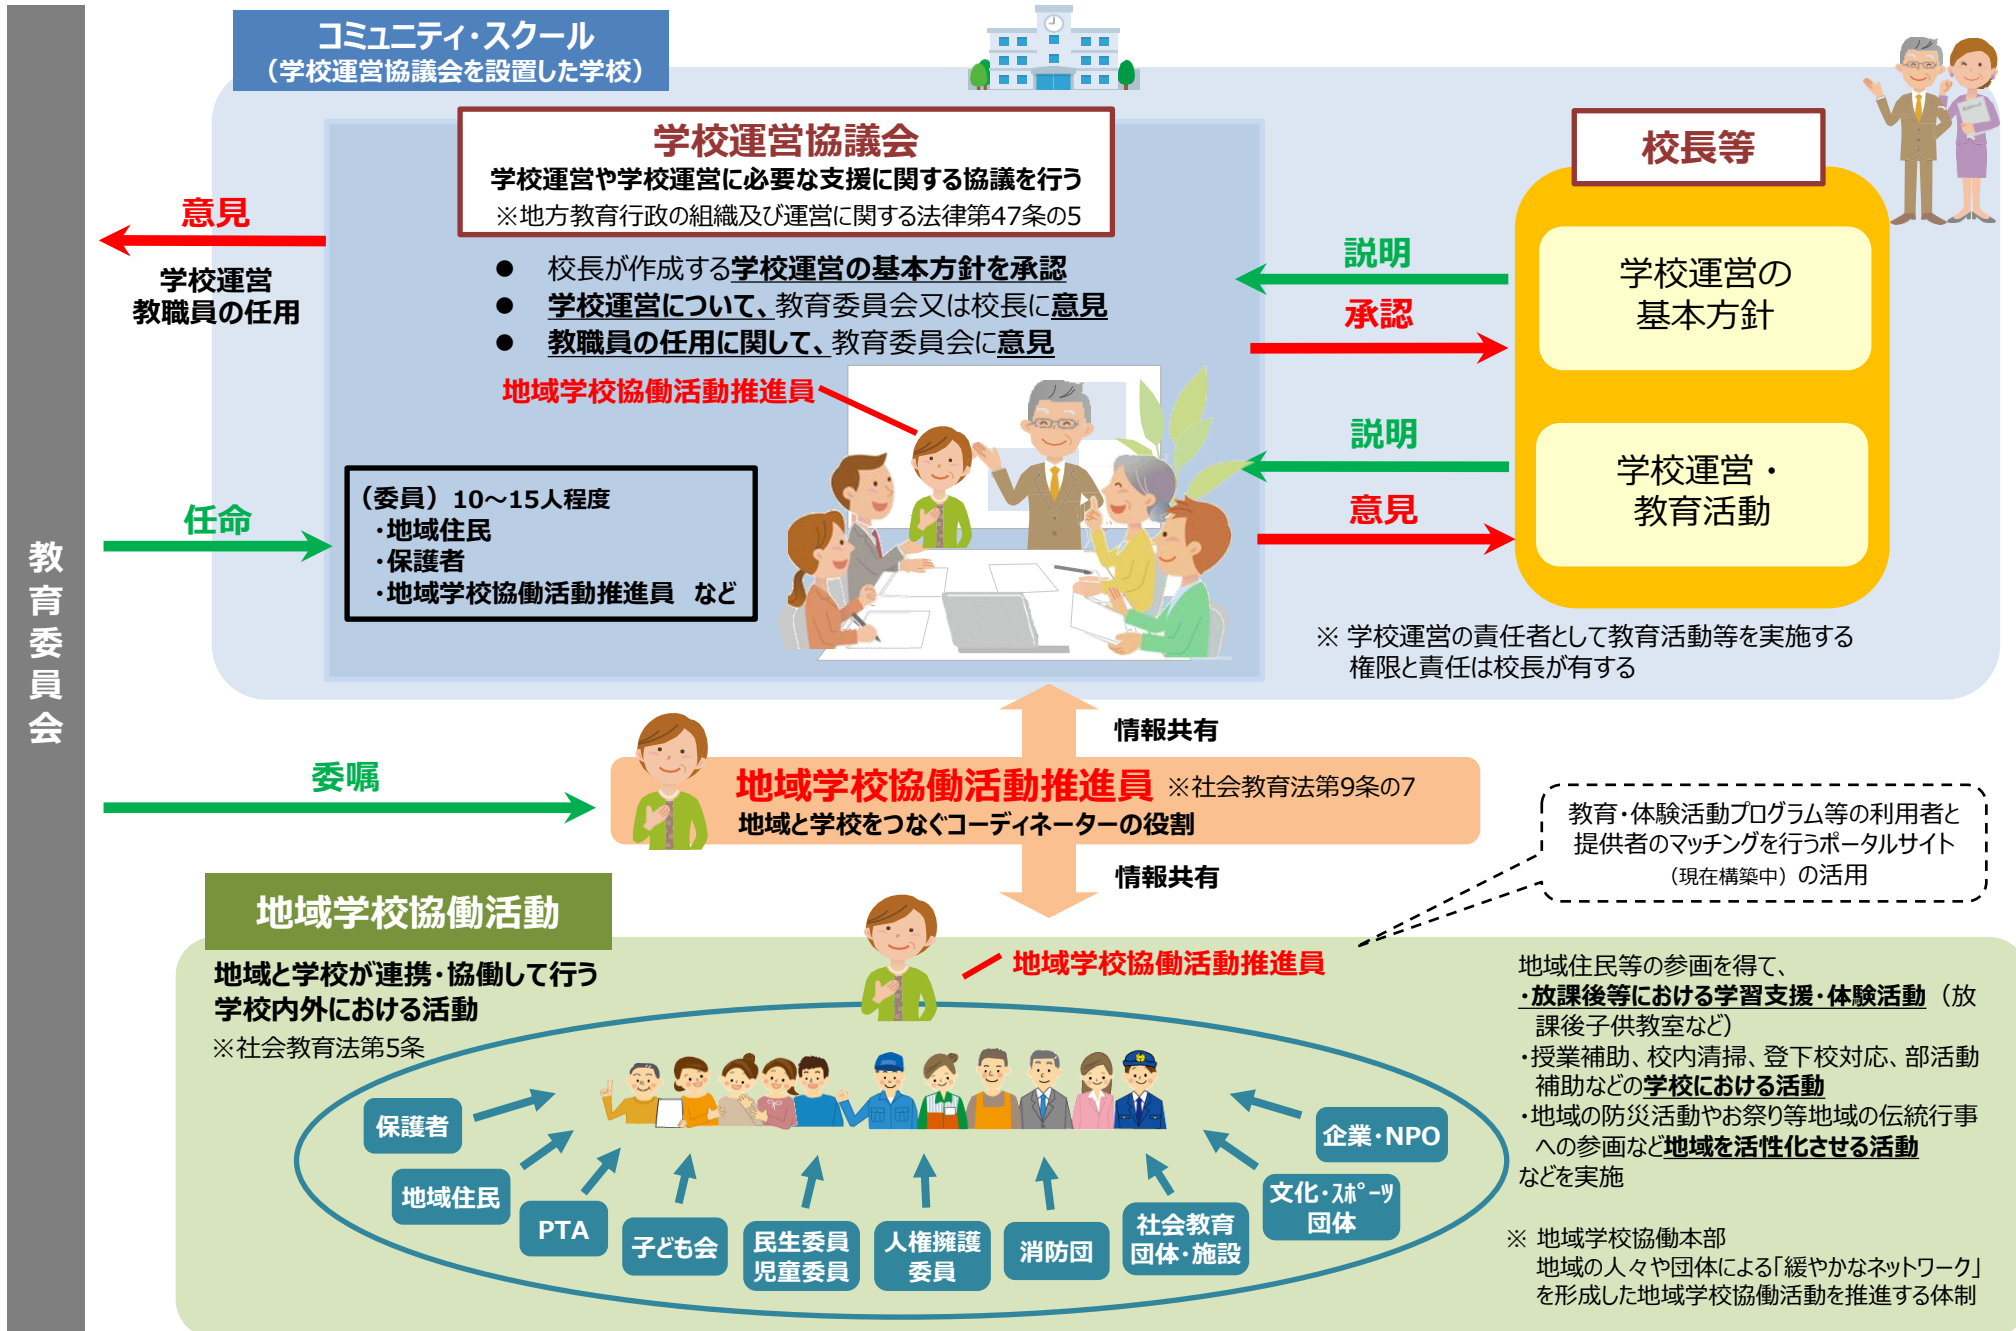 コミュニティ・スクール
（学校運営協議会を設置した学校）
学校運営協議会
学校運営や学校運営に必要な支援に関する協議を行う
※地方教育行政の組織及び運営に関する法律第47条の5
● 校長が作成する学校運営の基本方針を承認
● 学校運営について、教育委員会又は校長に意見
● 教職員の任用に関して、教育委員会に意見
地域学校協働活動推進員
（委員）10～15人程度
・地域住民
・保護者
・地域学校協働活動推進員　など
教育委員会
意見
学校運営
教職員の任用
任命
委嘱
校長等
説明
承認
学校運営の
基本方針
説明
意見
学校運営・
教育活動
※ 学校運営の責任者として教育活動等を実施する
権限と責任は校長が有する
情報共有
地域学校協働活動推進員 ※社会教育法第9条の7
地域と学校をつなぐコーディネーターの役割
情報共有
教育・体験活動プログラム等の利用者と
提供者のマッチングを行うポータルサイト
（現在構築中）の活用
地域学校協働活動
地域と学校が連携・協働して行う
学校内外における活動
※社会教育法第5条
地域学校協働活動推進員
保護者
地域住民
PTA
子ども会
民生委員
児童委員
人権擁護
委員
消防団
社会教育
団体・施設
文化・ｽﾎﾟｰﾂ
団体
企業・NPO
地域住民等の参画を得て、
・放課後等における学習支援・体験活動（放
課後子供教室など）
・授業補助、校内清掃、登下校対応、部活動
補助などの学校における活動
・地域の防災活動やお祭り等地域の伝統行事
への参画など地域を活性化させる活動
などを実施
※ 地域学校協働本部
地域の人々や団体による「緩やかなネットワーク」
を形成した地域学校協働活動を推進する体制